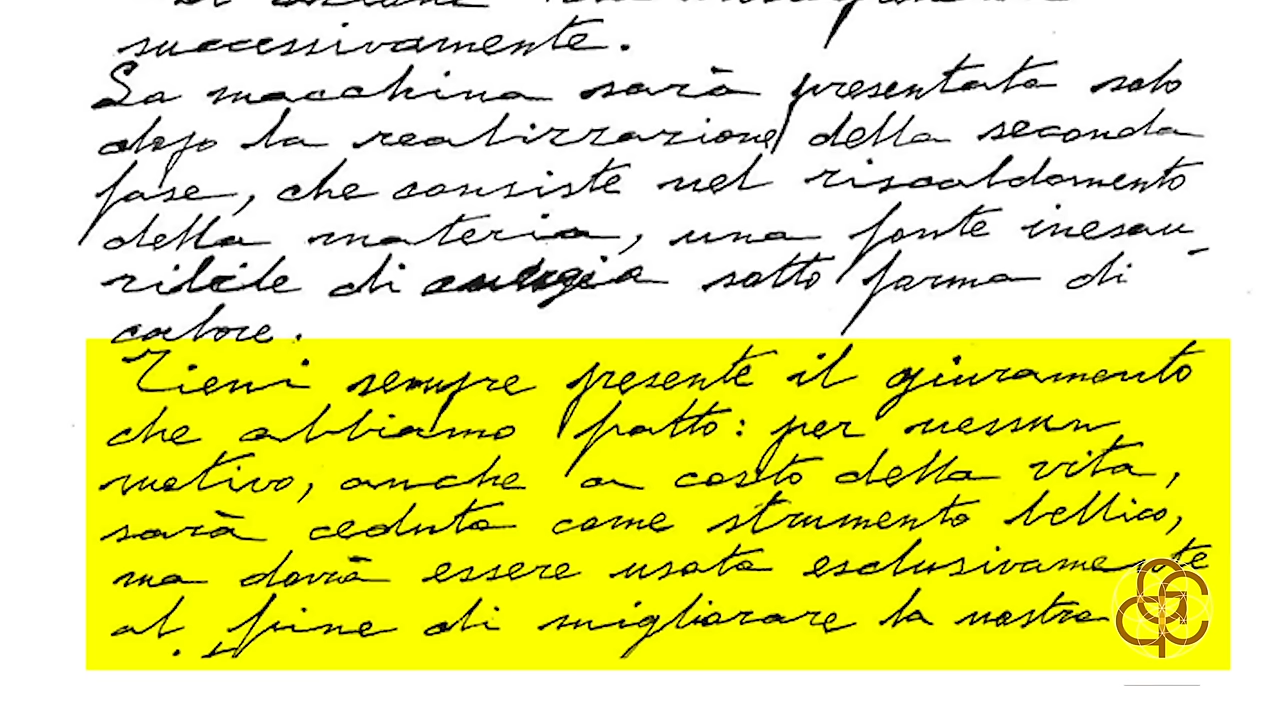 successivamente.
La macchina sarà presentata solo
dopo la realizzazione della seconda
fase, che consiste nel riscaldamento
della materia, una fonte inesau-
ribile di energia sotto forma di
calore.
Tieni sempre presente il giuramento
che abbiamo fatto: per nessun
motivo, anche a costo della vita,
sarà ceduta come strumento bellico,
ma dovrà essere usata esclusivamente
al fine di migliorare la nostra